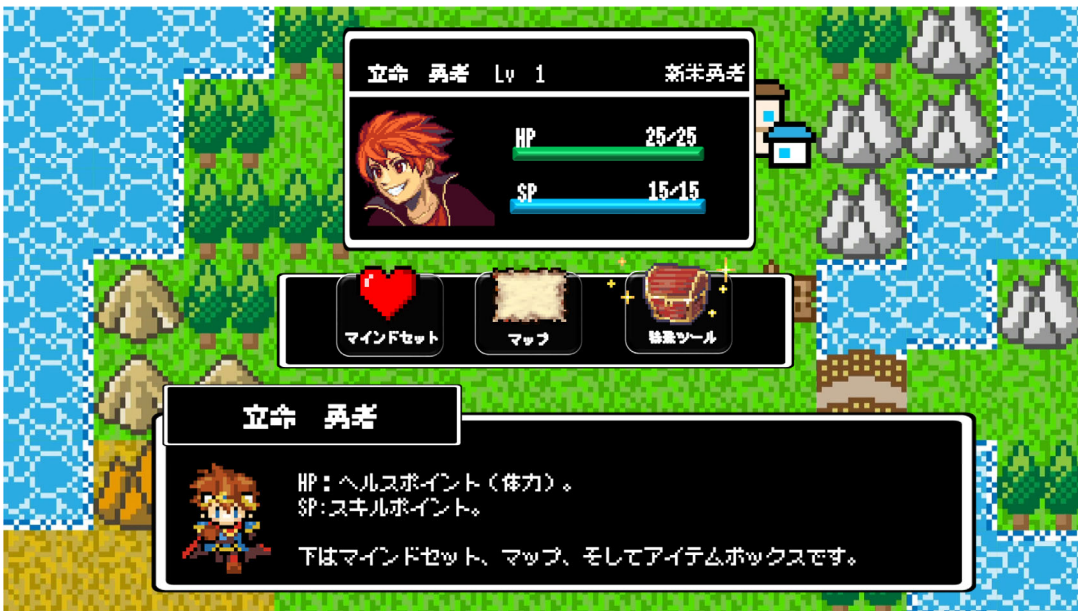 立命 勇者 Lv 1 新米勇者
HP 25/25
SP 15/15
マインドセット
マップ
ツール
立命 勇者
HP:ヘルスポイント(体力)。
SP:スキルポイント。
下はマインドセット、マップ、そしてアイテムボックスです。